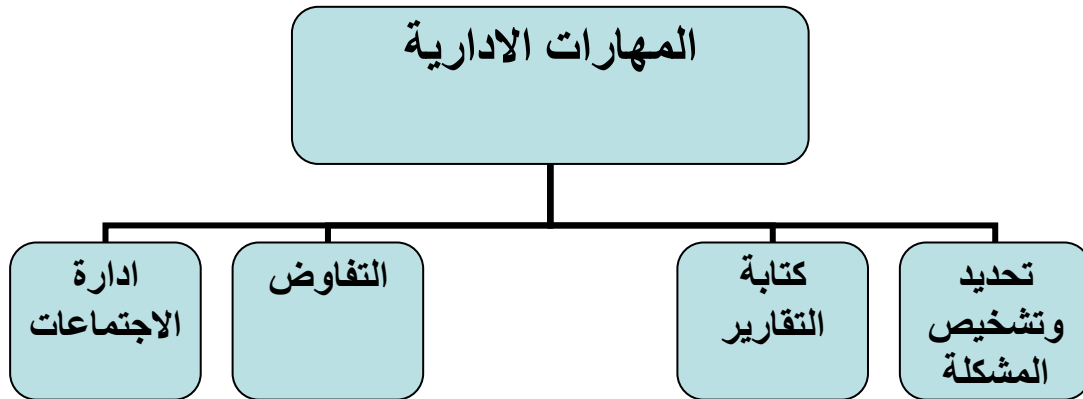 المهارات الادارية
تحديد
وتشخيص
المشكلة
كتابة
التقارير
التفاوض
ادارة
الاجتماعات